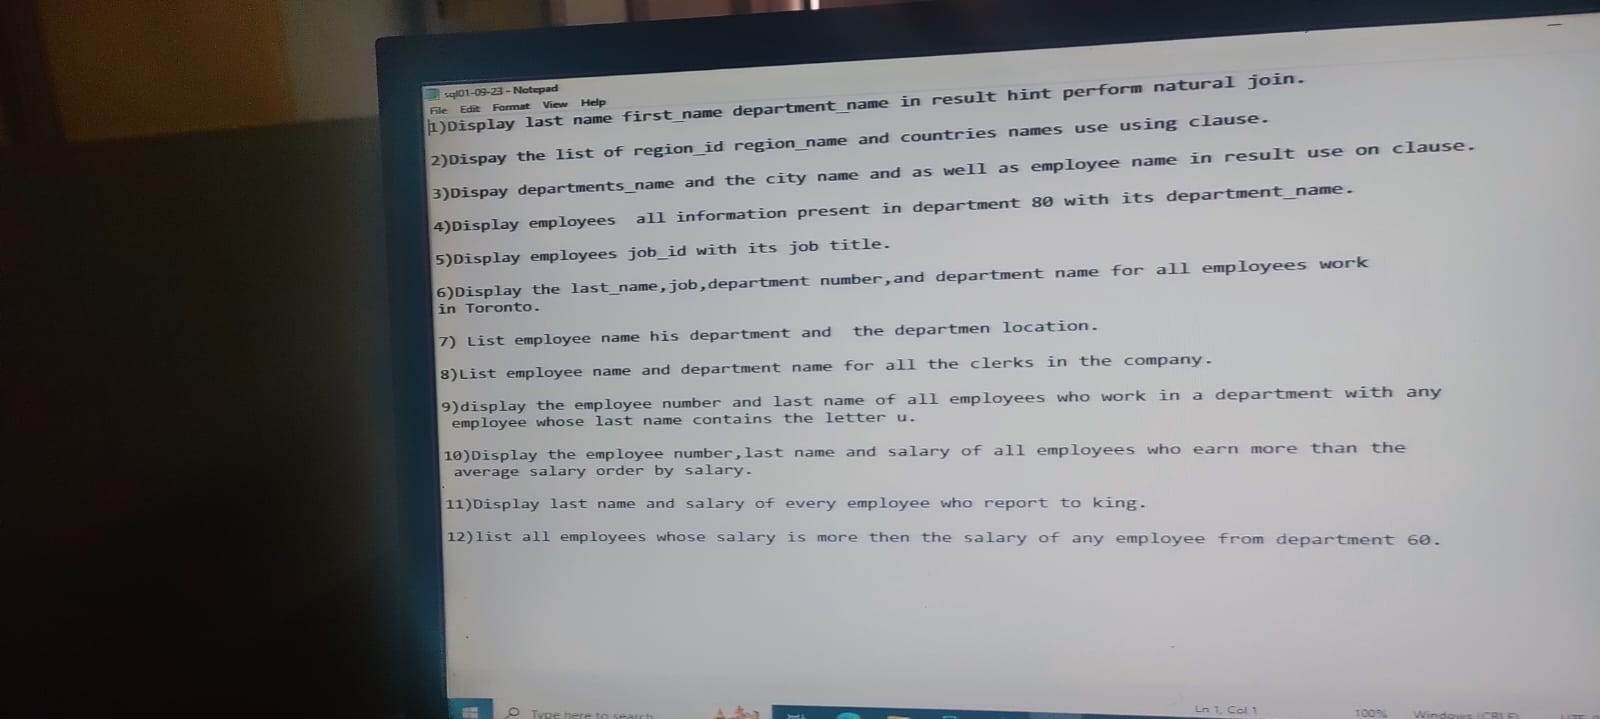 sql01-09-23 - Notepad
File Edit Format View Help
1)Display last name first_name department_name in result hint perform natural join.
2)Dispay the list of region_id region_name and countries names use using clause.
3)Dispay departments_name and the city name and as well as employee name in result use on clause.
4)Display employees  all information present in department 80 with its department_name.
5)Display employees job_id with its job title.
6)Display the last_name,job,department number,and department name for all employees work
in Toronto.
7) List employee name his department and  the departmen location.
8)List employee name and department name for all the clerks in the company.
9)display the employee number and last name of all employees who work in a department with any
employee whose last name contains the letter u.
10)Display the employee number,last name and salary of all employees who earn more than the
average salary order by salary.
11)Display last name and salary of every employee who report to king.
12)list all employees whose salary is more then the salary of any employee from department 60.
Ln 1, Col 1 100% Windows (CRLF)
Type here to search